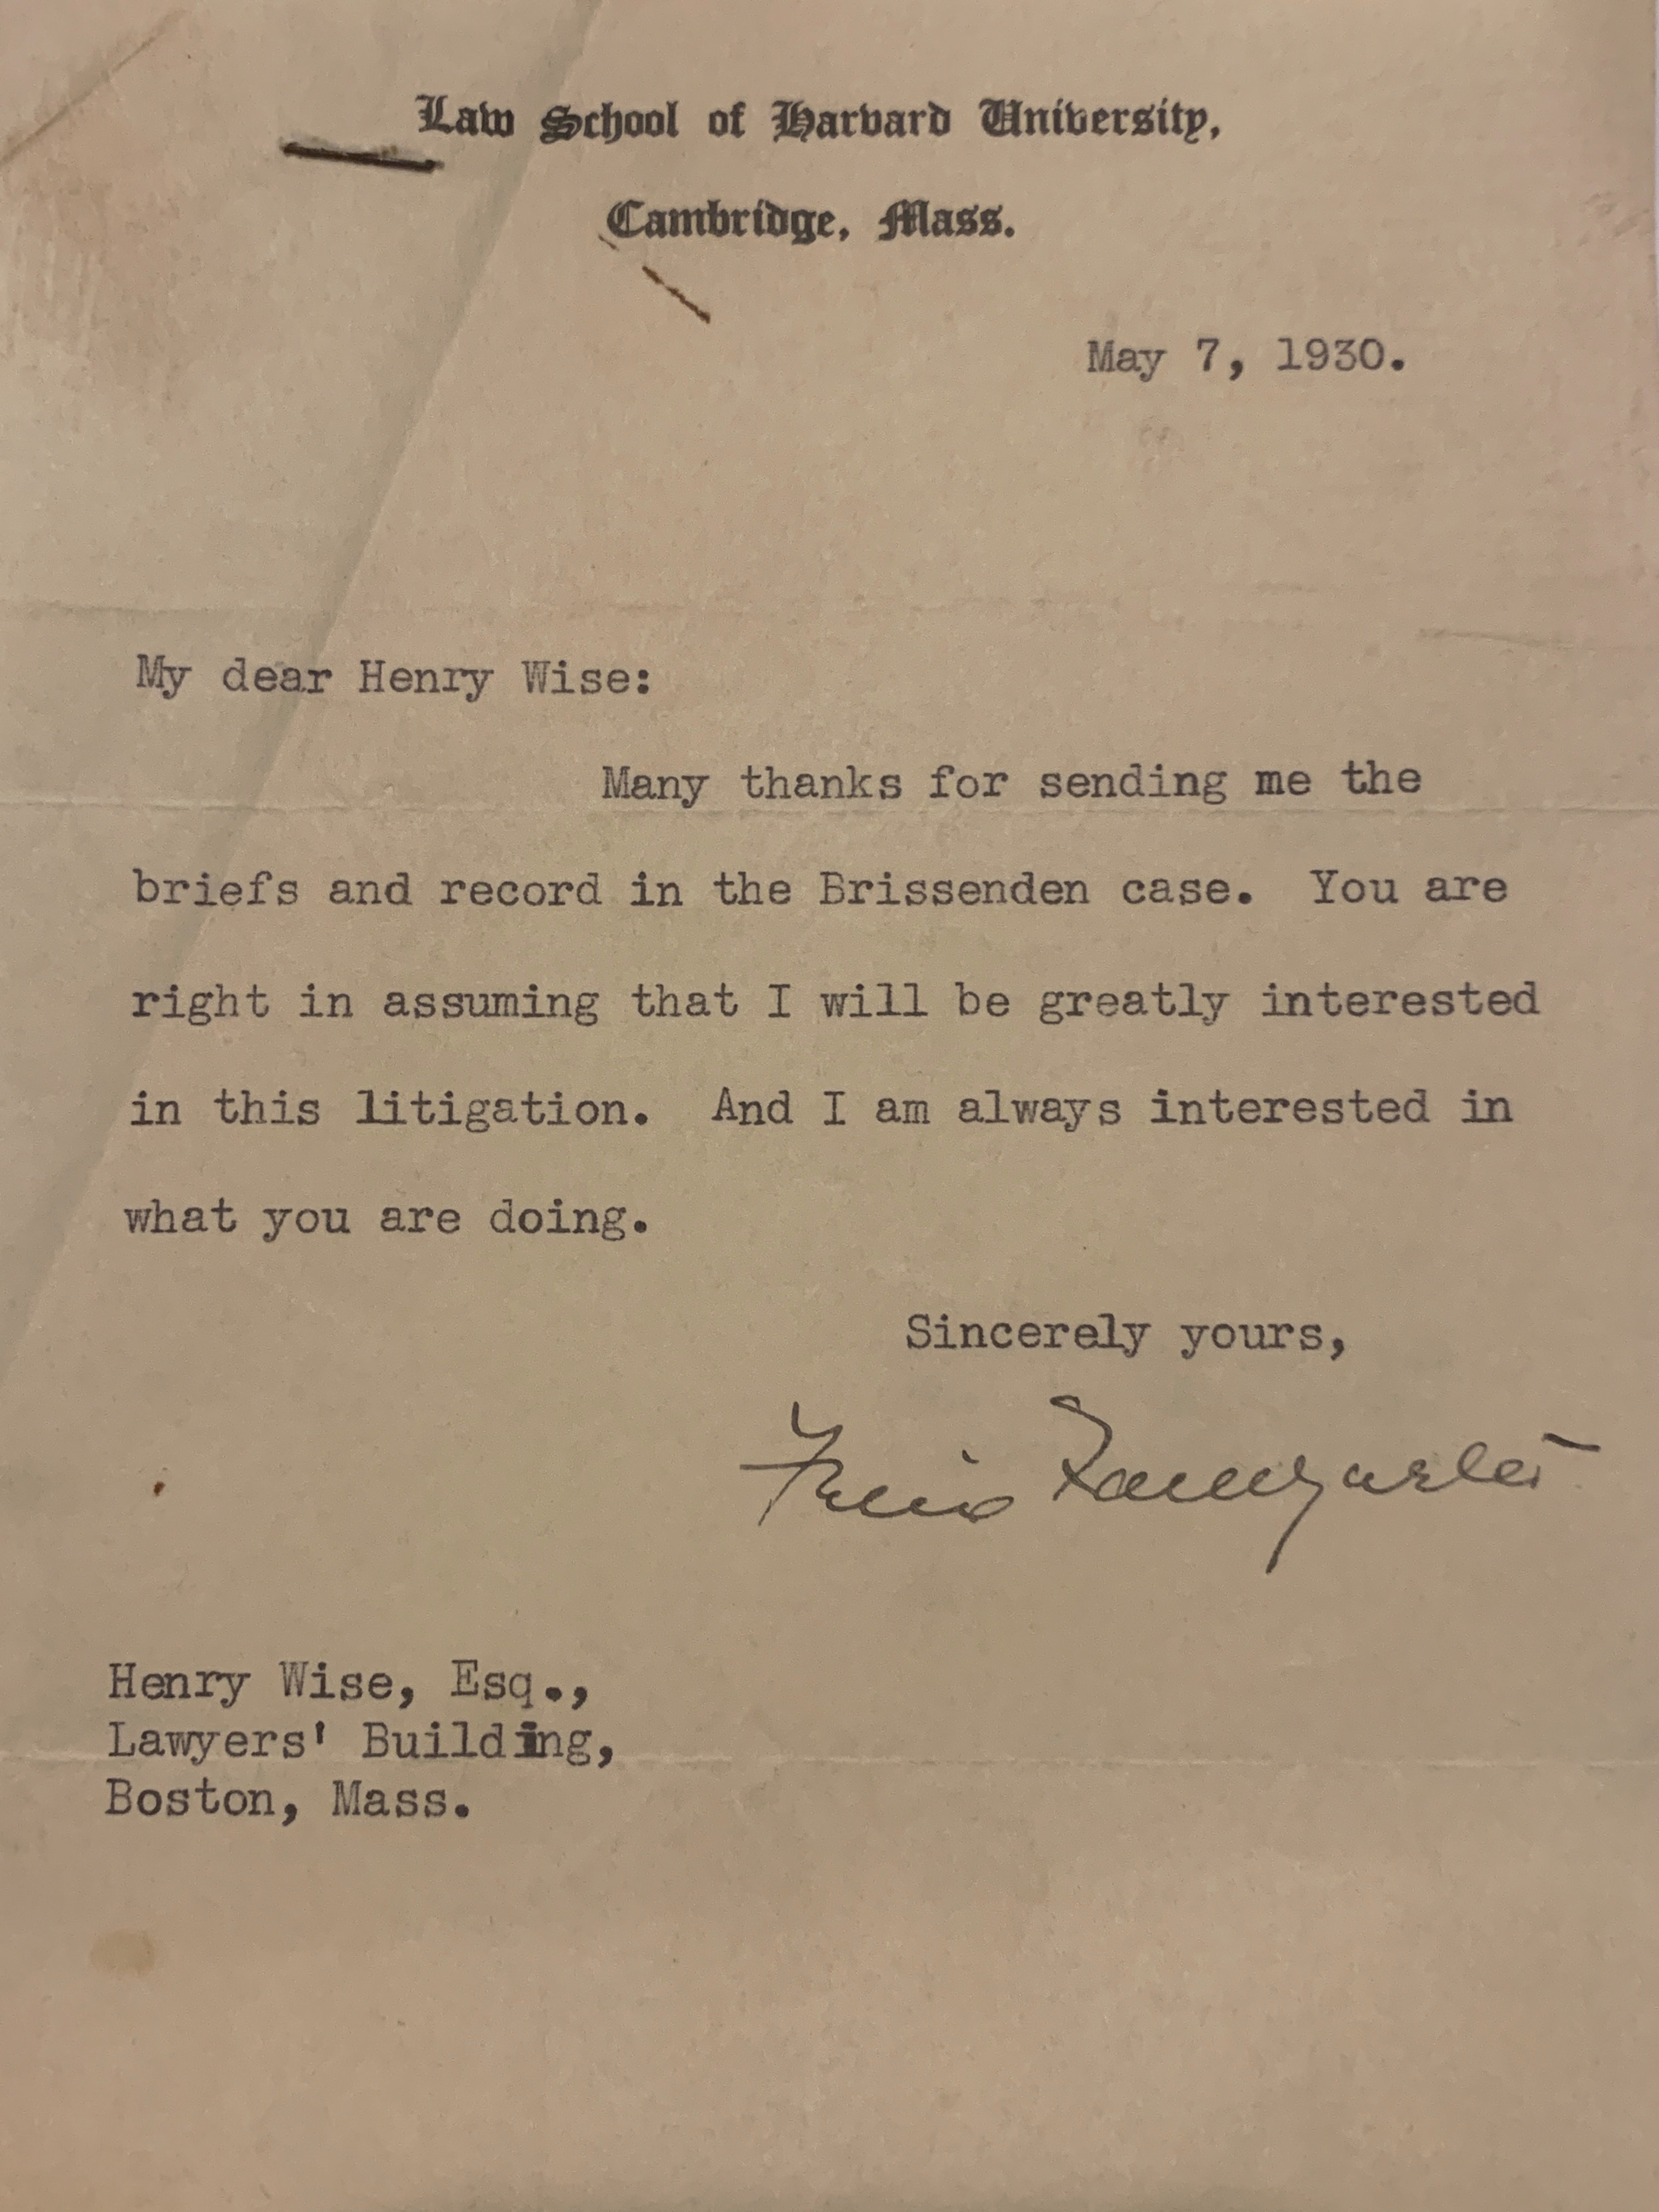 Law School of Harvard University,
Cambridge, Mass.
May 7, 1930.
My dear Henry Wise:
Many thanks for sending me the
briefs and record in the Brissenden case. You are
right in assuming that I will be greatly interested
in this litigation. And I am always interested in
what you are doing.
Sincerely yours,
Felix Frankfurter
Henry Wise, Esq.,
Lawyers' Building,
Boston, Mass.